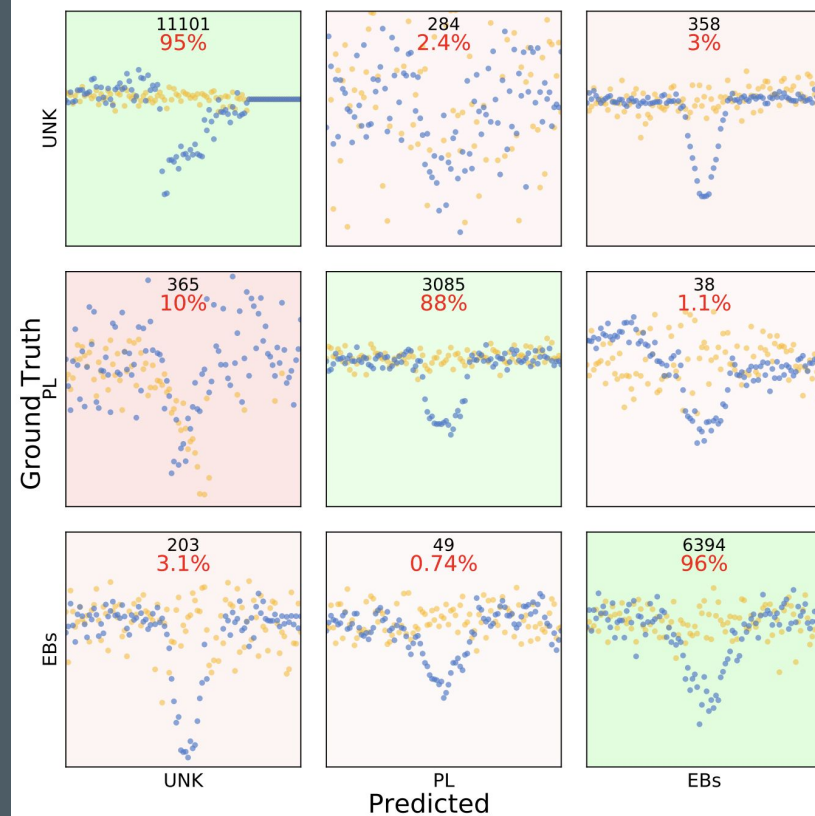 11101
95%
284
2.4%
358
3%
UNK
365
10%
3085
88%
38
1.1%
Ground Truth
PL
203
3.1%
49
0.74%
6394
96%
EBs
UNK
PL
EBs
Predicted